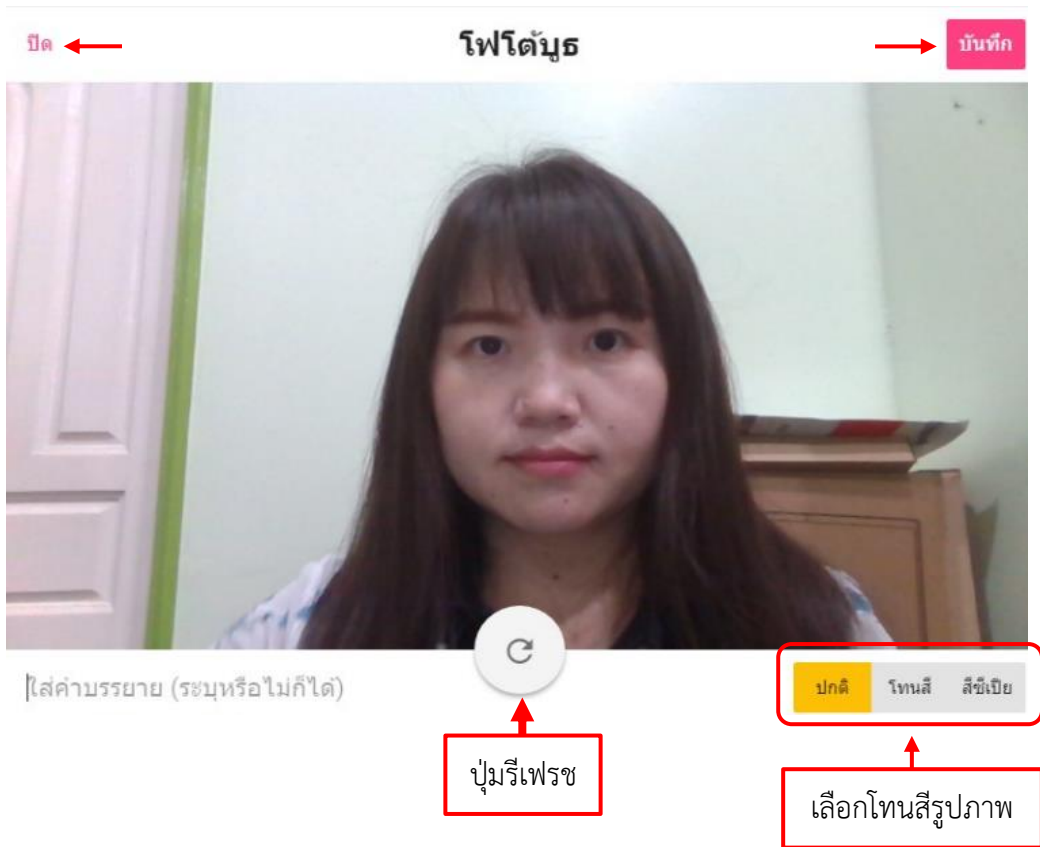 ปิด
โฟโต้บูธ
บันทึก
ใส่คำบรรยาย (ระบุหรือไม่ก็ได้)
ปกติ
โทนสี
สีซีเปีย
ปุ่มรีเฟรช
เลือกโทนสีรูปภาพ